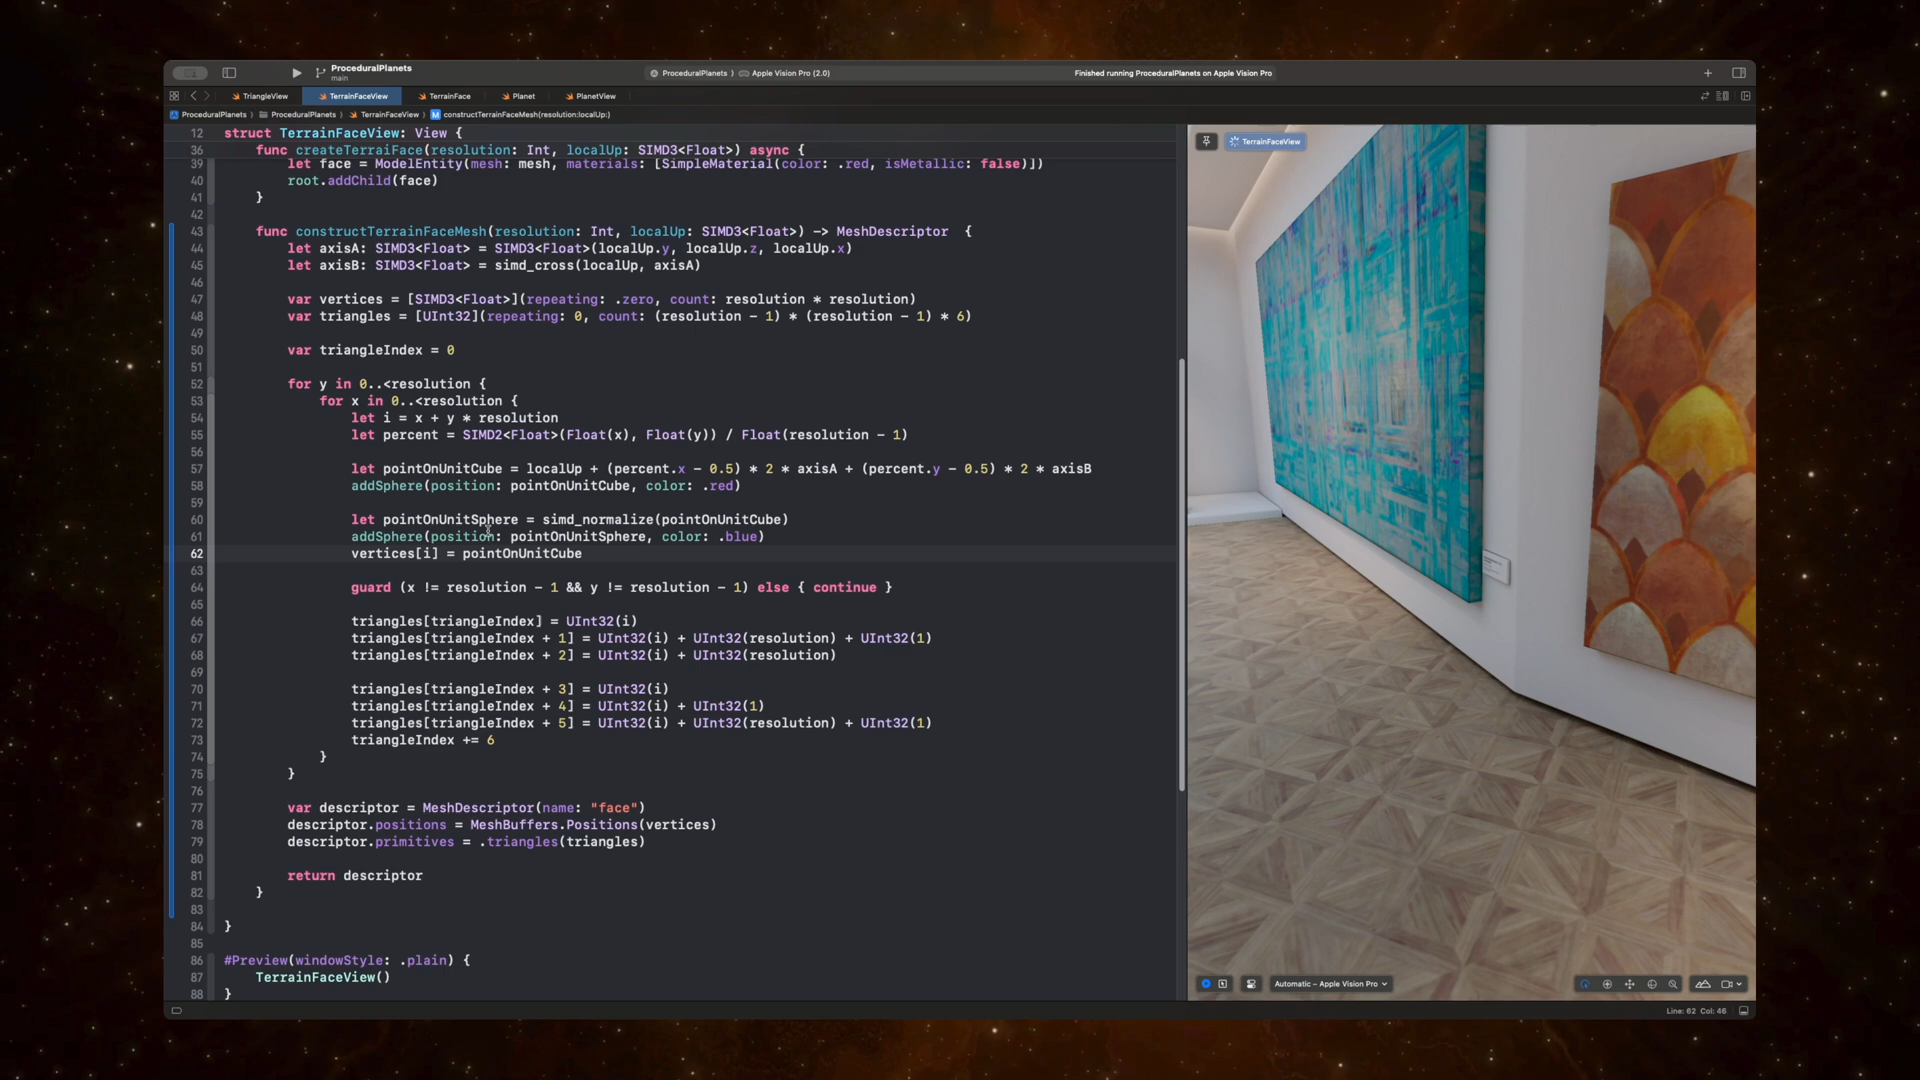 ProceduralPlanets
main
ProceduralPlanets ⟩ Apple Vision Pro (2.0)
Finished running ProceduralPlanets on Apple Vision Pro
TriangleView
TerrainFaceView
TerrainFace
Planet
PlanetView
ProceduralPlanets ⟩ ProceduralPlanets ⟩ TerrainFaceView ⟩ M constructTerrainFaceMesh(resolution:localUp:)
12 struct TerrainFaceView: View {
36 func createTerraiFace(resolution: Int, localUp: SIMD3<Float>) async {
39 let face = ModelEntity(mesh: mesh, materials: [SimpleMaterial(color: .red, isMetallic: false)])
40 root.addChild(face)
41 }
42
43 func constructTerrainFaceMesh(resolution: Int, localUp: SIMD3<Float>) -> MeshDescriptor {
44 let axisA: SIMD3<Float> = SIMD3<Float>(localUp.y, localUp.z, localUp.x)
45 let axisB: SIMD3<Float> = simd_cross(localUp, axisA)
46
47 var vertices = [SIMD3<Float>](repeating: .zero, count: resolution * resolution)
48 var triangles = [UInt32](repeating: 0, count: (resolution - 1) * (resolution - 1) * 6)
49
50 var triangleIndex = 0
51
52 for y in 0..<resolution {
53 for x in 0..<resolution {
54 let i = x + y * resolution
55 let percent = SIMD2<Float>(Float(x), Float(y)) / Float(resolution - 1)
56
57 let pointOnUnitCube = localUp + (percent.x - 0.5) * 2 * axisA + (percent.y - 0.5) * 2 * axisB
58 addSphere(position: pointOnUnitCube, color: .red)
59
60 let pointOnUnitSphere = simd_normalize(pointOnUnitCube)
61 addSphere(position: pointOnUnitSphere, color: .blue)
62 vertices[i] = pointOnUnitCube
63
64 guard (x != resolution - 1 && y != resolution - 1) else { continue }
65
66 triangles[triangleIndex] = UInt32(i)
67 triangles[triangleIndex + 1] = UInt32(i) + UInt32(resolution) + UInt32(1)
68 triangles[triangleIndex + 2] = UInt32(i) + UInt32(resolution)
69
70 triangles[triangleIndex + 3] = UInt32(i)
71 triangles[triangleIndex + 4] = UInt32(i) + UInt32(1)
72 triangles[triangleIndex + 5] = UInt32(i) + UInt32(resolution) + UInt32(1)
73 triangleIndex += 6
74 }
75 }
76
77 var descriptor = MeshDescriptor(name: "face")
78 descriptor.positions = MeshBuffers.Positions(vertices)
79 descriptor.primitives = .triangles(triangles)
80
81 return descriptor
82 }
83
84 }
85
86 #Preview(windowStyle: .plain) {
87 TerrainFaceView()
88 }
TerrainFaceView
Automatic – Apple Vision Pro
Line: 62 Col: 46